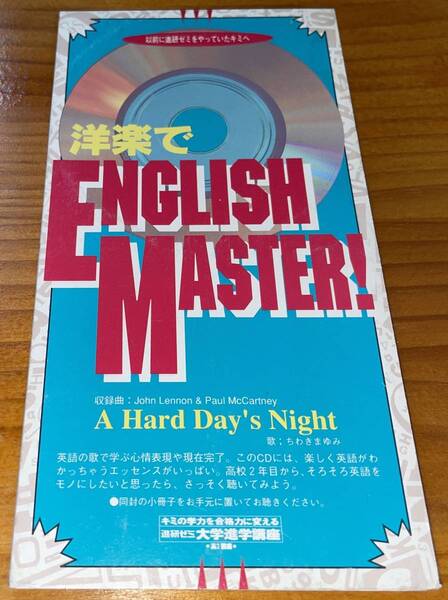 以前に進研ゼミをやっていたキミへ
洋楽で
ENGLISH
MASTER!
収録曲：John Lennon & Paul McCartney
A Hard Day's Night
歌；ちわきまゆみ
英語の歌で学ぶ心情表現や現在完了。このCDには、楽しく英語がわ
かっちゃうエッセンスがいっぱい。高校2年目から、そろそろ英語を
モノにしたいと思ったら、さっそく聴いてみよう。
●同封の小冊子をお手元に置いてお聴きください。
キミの学力を合格力に変える
進研ゼミ大学進学講座